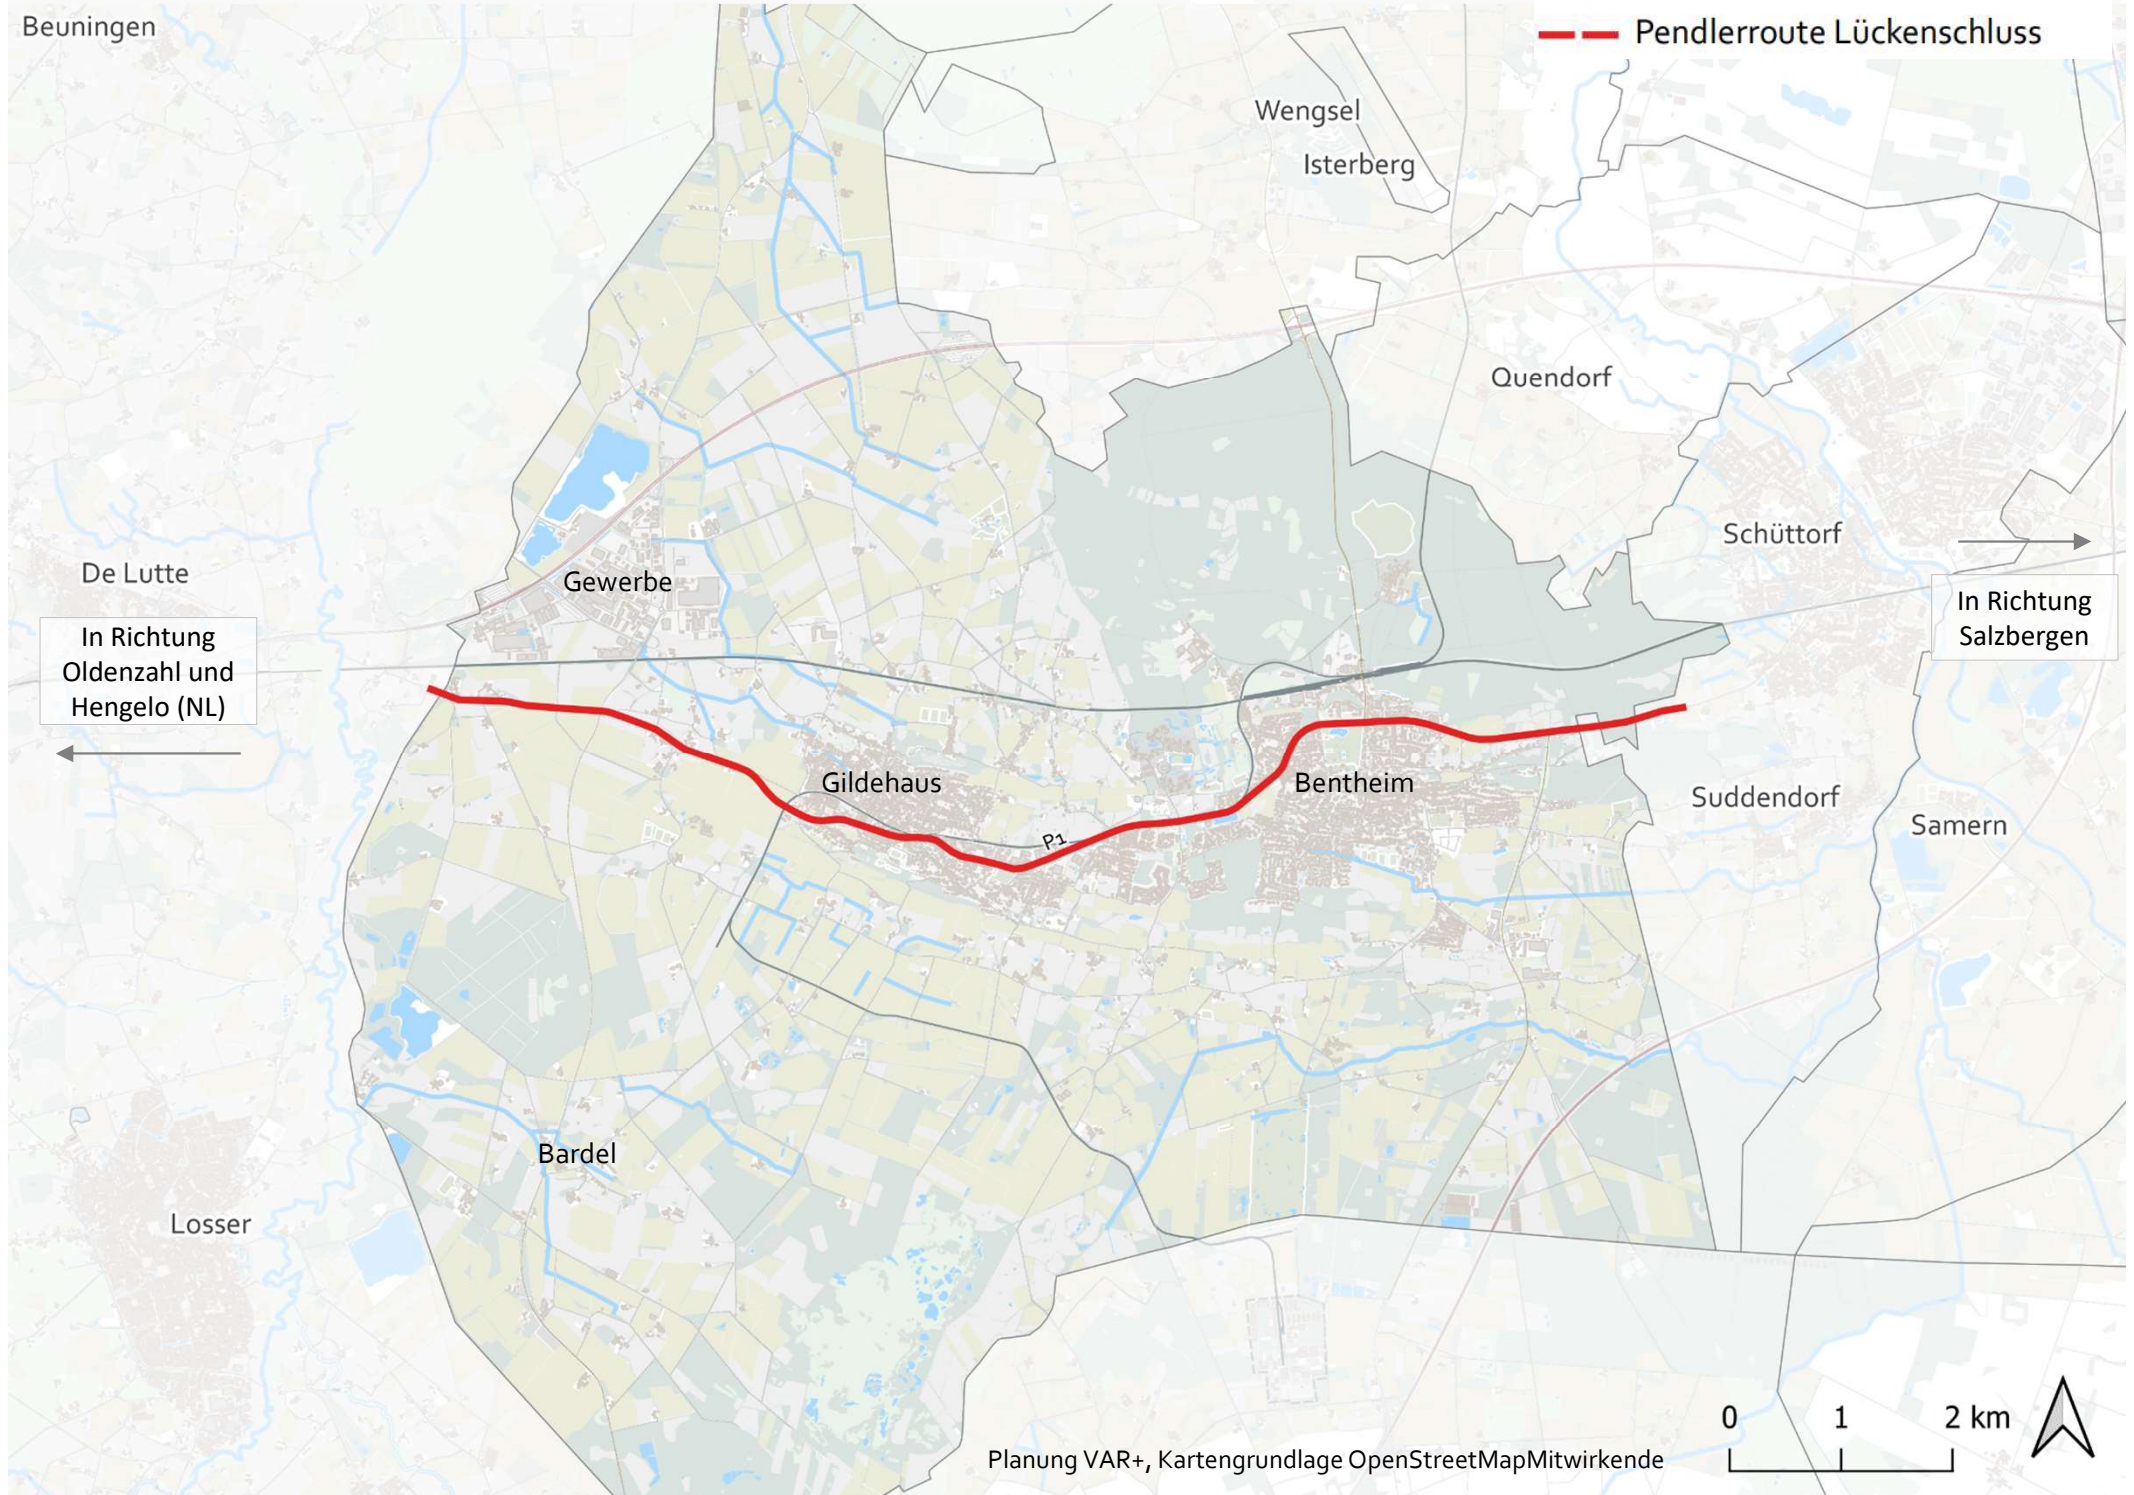 Beuningen
Pendlerroute Lückenschluss
Wengsel
Isterberg
Quendorf
Schüttorf
De Lutte
Gewerbe
In Richtung
Oldenzahl und
Hengelo (NL)
In Richtung
Salzbergen
Gildehaus
Bentheim
Suddendorf
Samern
P1
Bardel
Losser
0 1 2 km
Planung VAR+, Kartengrundlage OpenStreetMapMitwirkende